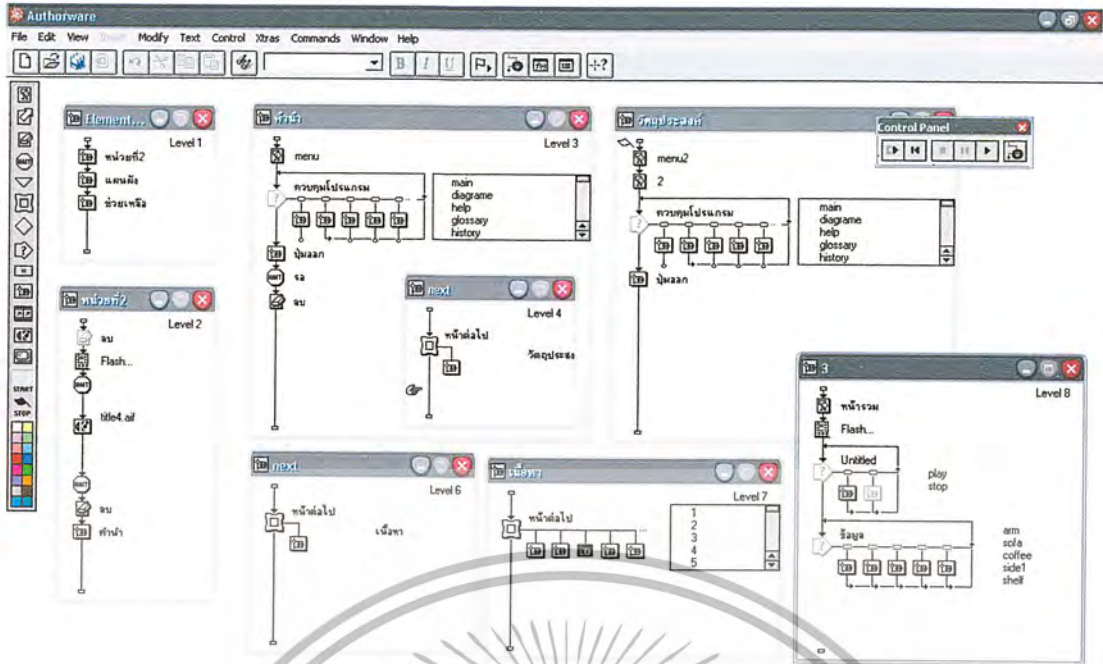 Authorware
File Edit View Insert Modify Text Control Xtras Commands Window Help
B I U
Element...
Level 1
หน่วยที่2
แผนผัง
ช่วยเหลือ
Level 3
menu
ควบคุมโปรแกรม
main
diagrame
help
glossary
history
ปุ่มออก
WAIT
รอ
ลบ
วัตถุประสงค์
Control Panel
menu2
2
ควบคุมโปรแกรม
main
diagrame
help
glossary
history
ปุ่มออก
next
Level 4
หน้าต่อไป
วัตถุประสง
หน่วยที่2
Level 2
ลบ
Flash...
WAIT
title4.aif
WAIT
ลบ
คำนำ
START
STOP
next
Level 6
หน้าต่อไป
เนื้อหา
เนื้อหา
Level 7
หน้าต่อไป
1
2
3
4
5
3
Level 8
หน้ารวม
Flash...
Untitled
play
stop
ข้อมูล
arm
sofa
coffee
side1
shelf